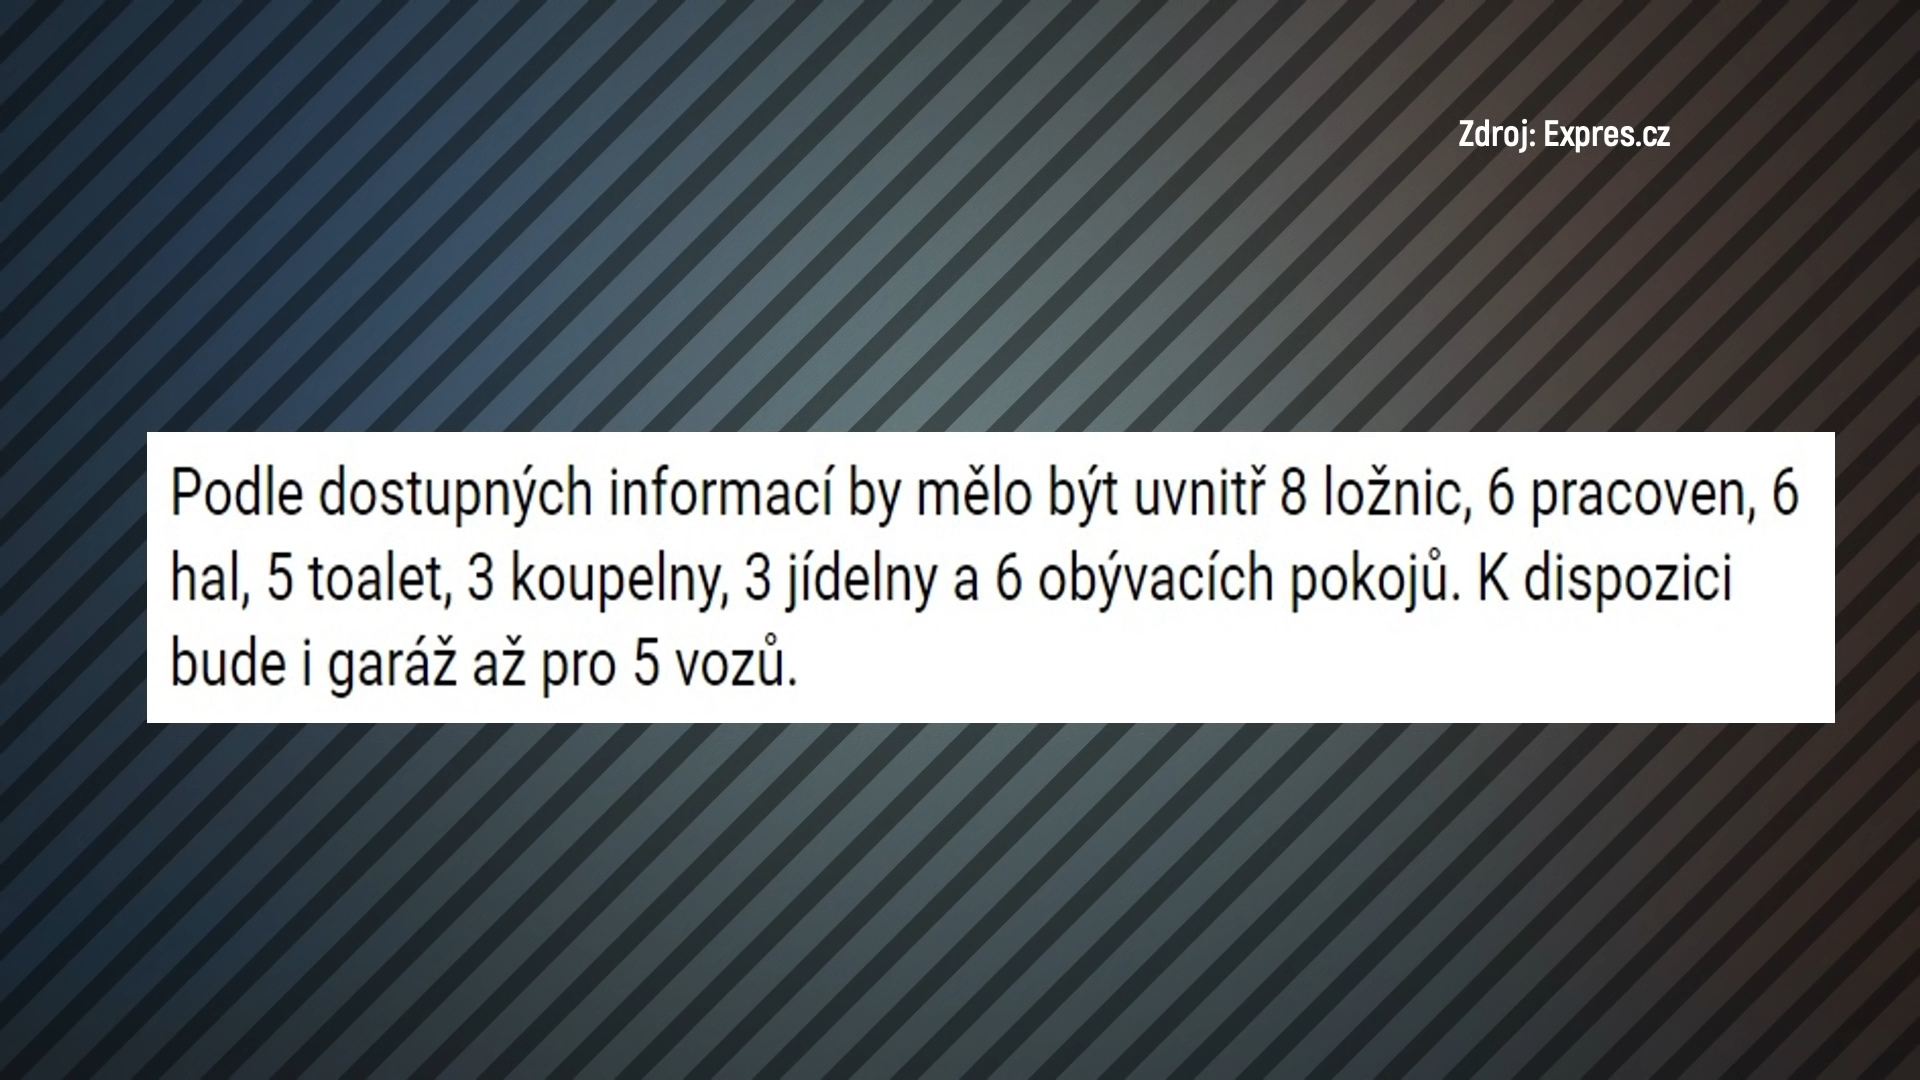 Zdroj: Expres.cz
Podle dostupných informací by mělo být uvnitř 8 ložnic, 6 pracoven, 6
hal, 5 toalet, 3 koupelny, 3 jídelny a 6 obývacích pokojů. K dispozici
bude i garáž až pro 5 vozů.